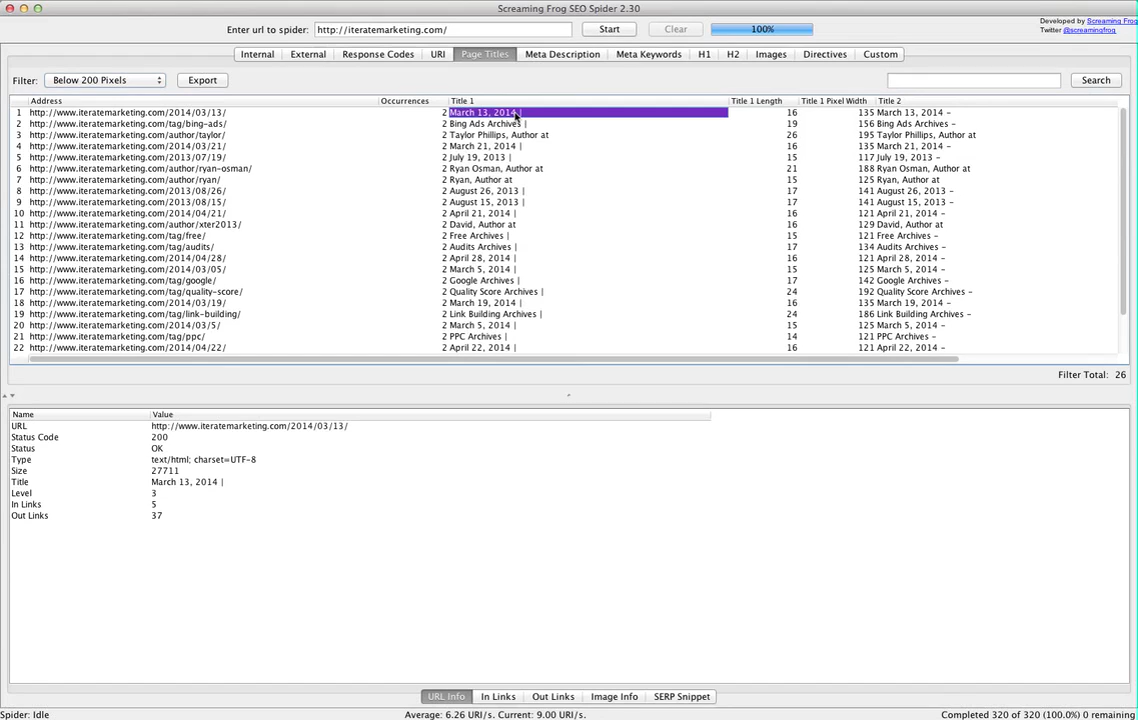 Screaming Frog SEO Spider 2.30
Enter url to spider: http://iteratemarketing.com/ Start Clear 100%
Developed by Screaming Frog
Twitter @screamingfrog
Internal External Response Codes URI Page Titles Meta Description Meta Keywords H1 H2 Images Directives Custom
Filter: Below 200 Pixels Export Search
Address Occurrences Title 1 Title 1 Length Title 1 Pixel Width Title 2
1 http://www.iteratemarketing.com/2014/03/13/ 2 March 13, 2014 | 16 135 March 13, 2014 –
2 http://www.iteratemarketing.com/bing-ads/ 2 Bing Ads Archives | 19 156 Bing Ads Archives –
3 http://www.iteratemarketing.com/author/taylor/ 2 Taylor Phillips, Author at 26 195 Taylor Phillips, Author at
4 http://www.iteratemarketing.com/2014/03/21/ 2 March 21, 2014 | 16 135 March 21, 2014 –
5 http://www.iteratemarketing.com/2013/07/19/ 2 July 19, 2013 | 15 117 July 19, 2013 –
6 http://www.iteratemarketing.com/author/ryan-osman/ 2 Ryan Osman, Author at 21 188 Ryan Osman, Author at
7 http://www.iteratemarketing.com/author/ryan/ 2 Ryan, Author at 15 125 Ryan, Author at
8 http://www.iteratemarketing.com/2013/08/26/ 2 August 26, 2013 | 17 141 August 26, 2013 –
9 http://www.iteratemarketing.com/2013/08/15/ 2 August 15, 2013 | 17 141 August 15, 2013 –
10 http://www.iteratemarketing.com/2014/04/21/ 2 April 21, 2014 | 16 121 April 21, 2014 –
11 http://www.iteratemarketing.com/author/xter2013/ 2 David, Author at 16 129 David, Author at
12 http://www.iteratemarketing.com/tag/free/ 2 Free Archives | 15 121 Free Archives –
13 http://www.iteratemarketing.com/tag/audits/ 2 Audits Archives | 17 134 Audits Archives –
14 http://www.iteratemarketing.com/2014/04/28/ 2 April 28, 2014 | 16 121 April 28, 2014 –
15 http://www.iteratemarketing.com/2014/03/05/ 2 March 5, 2014 | 15 125 March 5, 2014 –
16 http://www.iteratemarketing.com/tag/google/ 2 Google Archives | 17 142 Google Archives –
17 http://www.iteratemarketing.com/tag/quality-score/ 2 Quality Score Archives | 24 192 Quality Score Archives –
18 http://www.iteratemarketing.com/2014/03/19/ 2 March 19, 2014 | 16 135 March 19, 2014 –
19 http://www.iteratemarketing.com/tag/link-building/ 2 Link Building Archives | 24 186 Link Building Archives –
20 http://www.iteratemarketing.com/2014/03/5/ 2 March 5, 2014 | 15 125 March 5, 2014 –
21 http://www.iteratemarketing.com/tag/ppc/ 2 PPC Archives | 14 121 PPC Archives –
22 http://www.iteratemarketing.com/2014/04/22/ 2 April 22, 2014 | 16 121 April 22, 2014 –
Filter Total: 26
Name Value
URL http://www.iteratemarketing.com/2014/03/13/
Status Code 200
Status OK
Type text/html; charset=UTF-8
Size 27711
Title March 13, 2014 |
Level 3
In Links 5
Out Links 37
URL Info In Links Out Links Image Info SERP Snippet
Spider: Idle Average: 6.26 URI/s. Current: 9.00 URI/s. Completed 320 of 320 (100.0%) 0 remaining